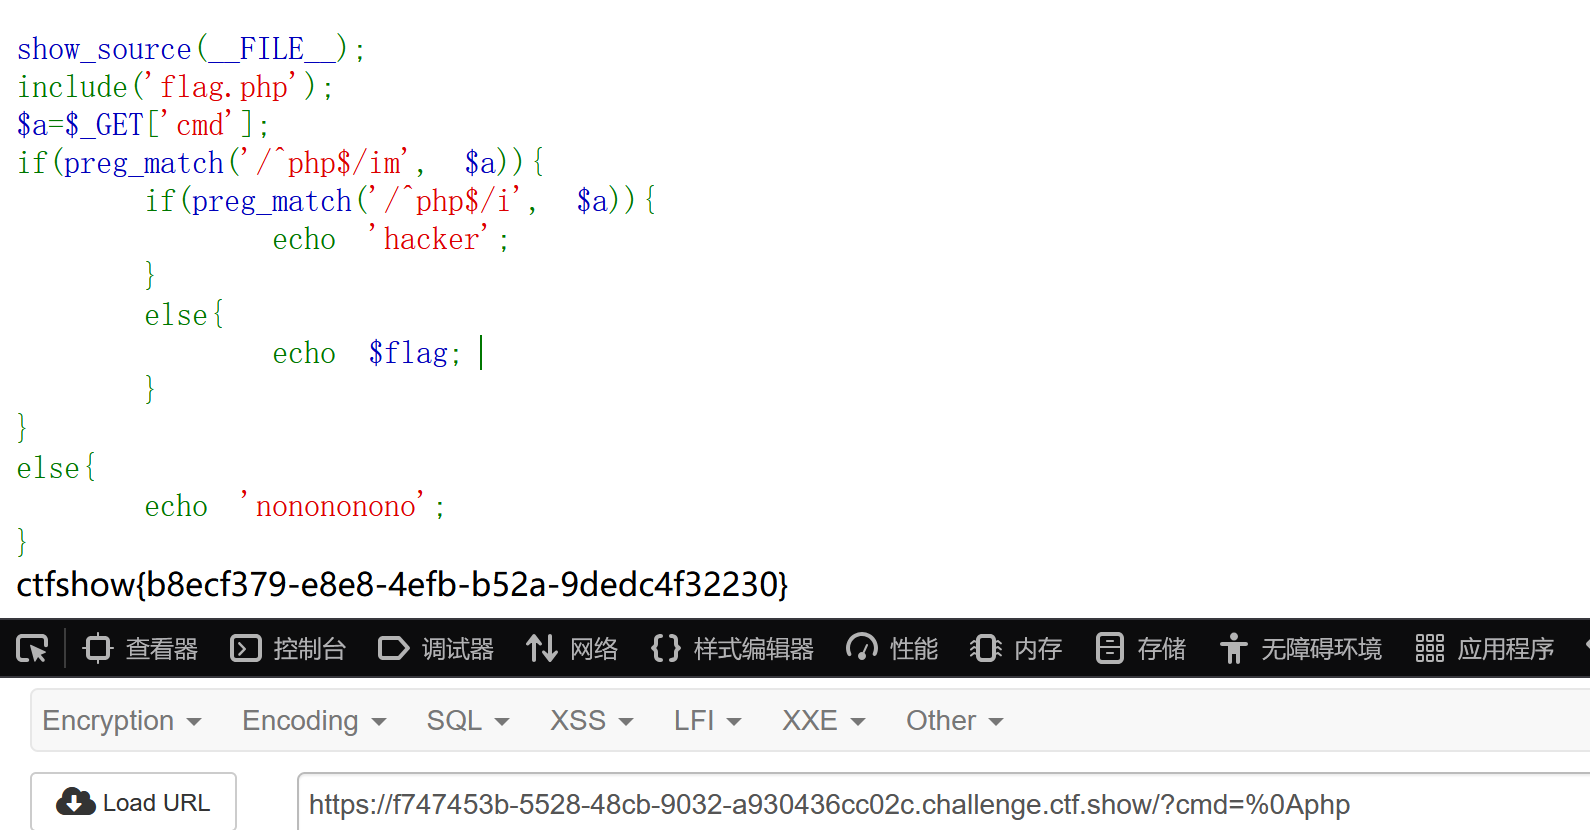 show_source(__FILE__);
include('flag.php');
$a=$_GET['cmd'];
if(preg_match('/^php$/im', $a)){
if(preg_match('/^php$/i', $a)){
echo 'hacker';
}
else{
echo $flag;
}
}
else{
echo 'nonononono';
}
ctfshow{b8ecf379-e8e8-4efb-b52a-9dedc4f32230}
查看器 控制台 调试器 网络 {} 样式编辑器 性能 内存 存储 无障碍环境 应用程序
Encryption Encoding SQL XSS LFI XXE Other
Load URL https://f747453b-5528-48cb-9032-a930436cc02c.challenge.ctf.show/?cmd=%0Aphp